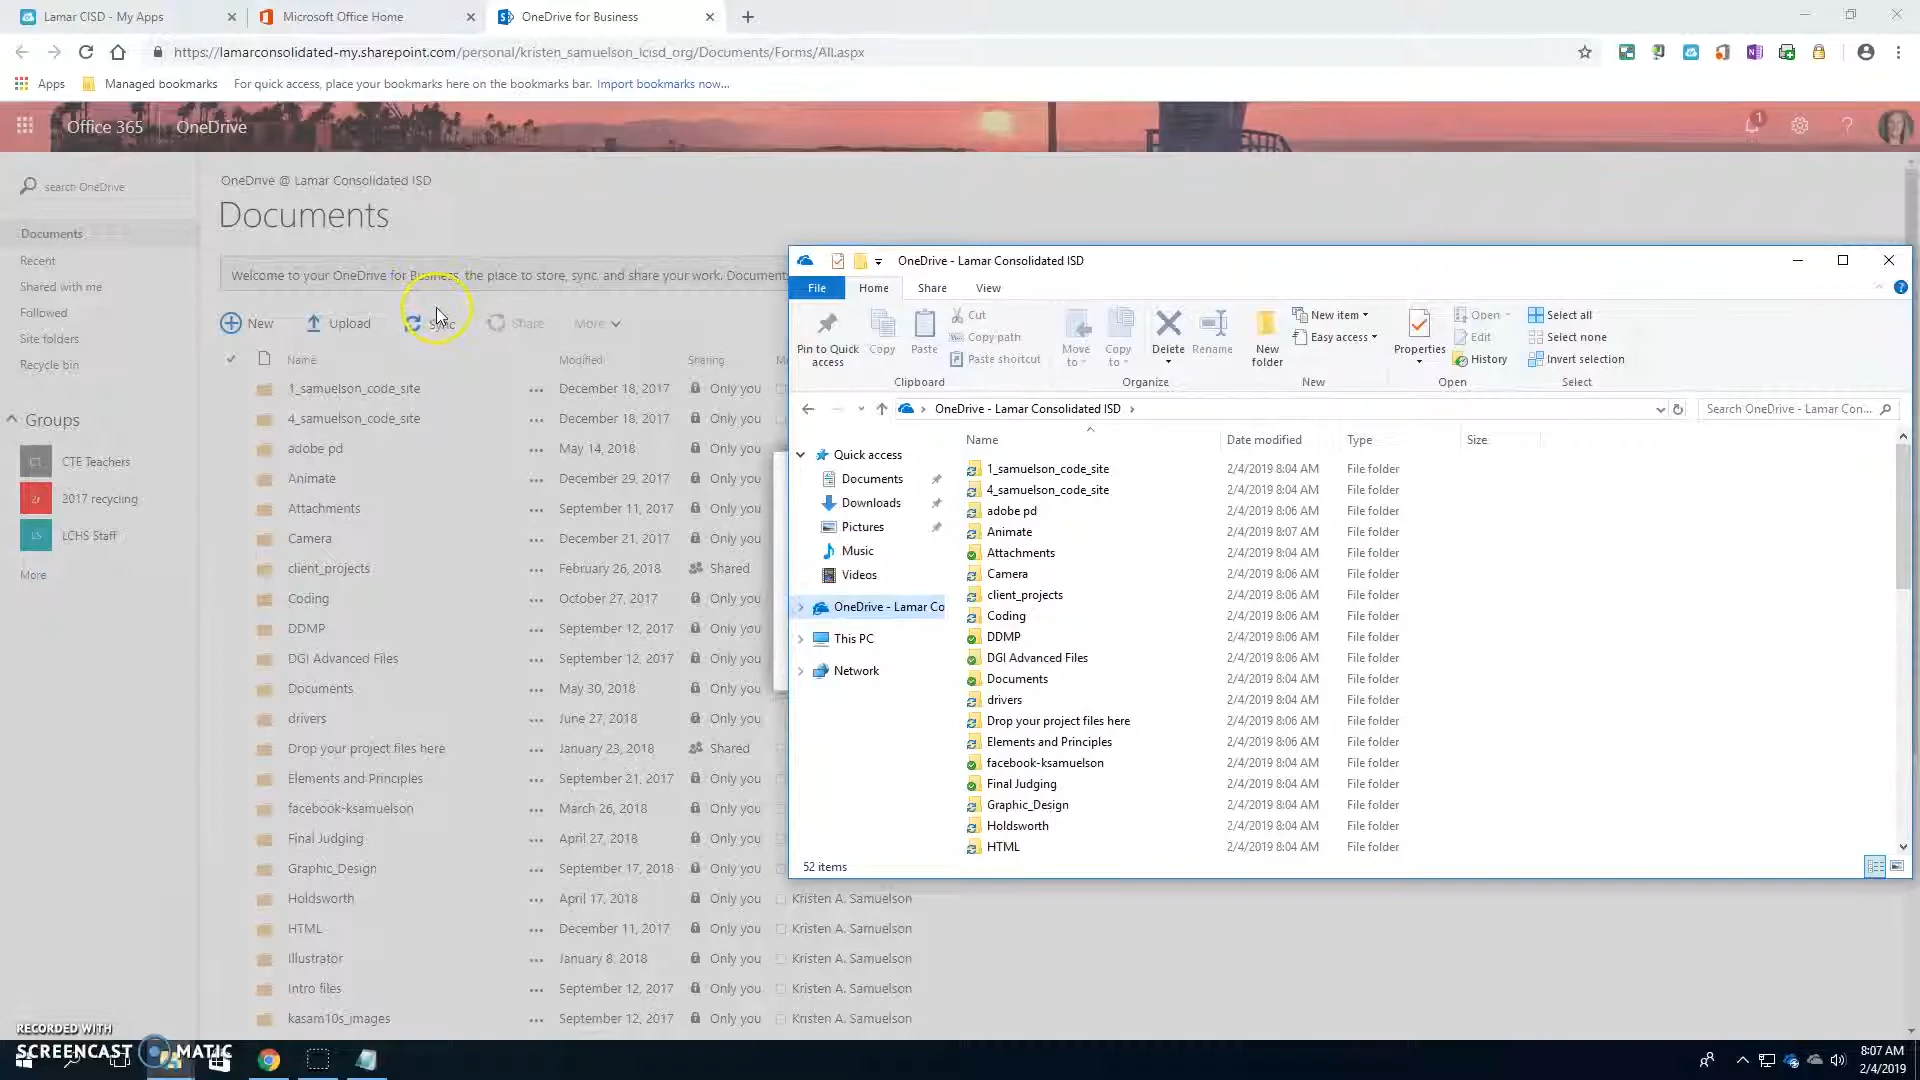 Lamar CISD - My Apps
Microsoft Office Home
OneDrive for Business
https://lamarconsolidated-my.sharepoint.com/personal/kristen_samuelson_lcisd_org/Documents/Forms/All.aspx
Apps
Managed bookmarks
For quick access, place your bookmarks here on the bookmarks bar. Import bookmarks now...
Office 365
OneDrive
1
search OneDrive
Documents
Recent
Shared with me
Followed
Site folders
Recycle bin
Groups
CTE Teachers
2r 2017 recycling
LS LCHS Staff
More
OneDrive @ Lamar Consolidated ISD
Documents
Welcome to your OneDrive for Business, the place to store, sync, and share your work. Document
New Upload Sync Share More
Name Modified Sharing
1_samuelson_code_site ... December 18, 2017 Only you
4_samuelson_code_site ... December 18, 2017 Only you
adobe pd ... May 14, 2018 Only you
Animate ... December 29, 2017 Only you
Attachments ... September 11, 2017 Only you
Camera ... December 21, 2017 Only you
client_projects ... February 26, 2018 Shared
Coding ... October 27, 2017 Only you
DDMP ... September 12, 2017 Only you
DGI Advanced Files ... September 12, 2017 Only you
Documents ... May 30, 2018 Only you
drivers ... June 27, 2018 Only you
Drop your project files here ... January 23, 2018 Shared
Elements and Principles ... September 21, 2017 Only you
facebook-ksamuelson ... March 26, 2018 Only you
Final Judging ... April 27, 2018 Only you
Graphic_Design ... September 17, 2018 Only you
Holdsworth ... April 17, 2018 Only you Kristen A. Samuelson
HTML ... December 11, 2017 Only you Kristen A. Samuelson
Illustrator ... January 8, 2018 Only you Kristen A. Samuelson
Intro files ... September 12, 2017 Only you Kristen A. Samuelson
kasam10s_images ... September 12, 2017 Only you Kristen A. Samuelson
OneDrive - Lamar Consolidated ISD
File Home Share View
Pin to Quick access
Copy
Paste
Cut
Copy path
Paste shortcut
Clipboard
Move to
Copy to
Delete
Rename
Organize
New folder
New item
Easy access
New
Properties
Open
Edit
History
Open
Select all
Select none
Invert selection
Select
OneDrive - Lamar Consolidated ISD
Search OneDrive - Lamar Con...
Quick access
Documents
Downloads
Pictures
Music
Videos
OneDrive - Lamar Co
This PC
Network
Name Date modified Type Size
1_samuelson_code_site 2/4/2019 8:04 AM File folder
4_samuelson_code_site 2/4/2019 8:04 AM File folder
adobe pd 2/4/2019 8:06 AM File folder
Animate 2/4/2019 8:07 AM File folder
Attachments 2/4/2019 8:04 AM File folder
Camera 2/4/2019 8:06 AM File folder
client_projects 2/4/2019 8:06 AM File folder
Coding 2/4/2019 8:06 AM File folder
DDMP 2/4/2019 8:06 AM File folder
DGI Advanced Files 2/4/2019 8:06 AM File folder
Documents 2/4/2019 8:04 AM File folder
drivers 2/4/2019 8:04 AM File folder
Drop your project files here 2/4/2019 8:06 AM File folder
Elements and Principles 2/4/2019 8:06 AM File folder
facebook-ksamuelson 2/4/2019 8:04 AM File folder
Final Judging 2/4/2019 8:04 AM File folder
Graphic_Design 2/4/2019 8:04 AM File folder
Holdsworth 2/4/2019 8:04 AM File folder
HTML 2/4/2019 8:04 AM File folder
52 items
RECORDED WITH
SCREENCAST MATIC
8:07 AM
2/4/2019